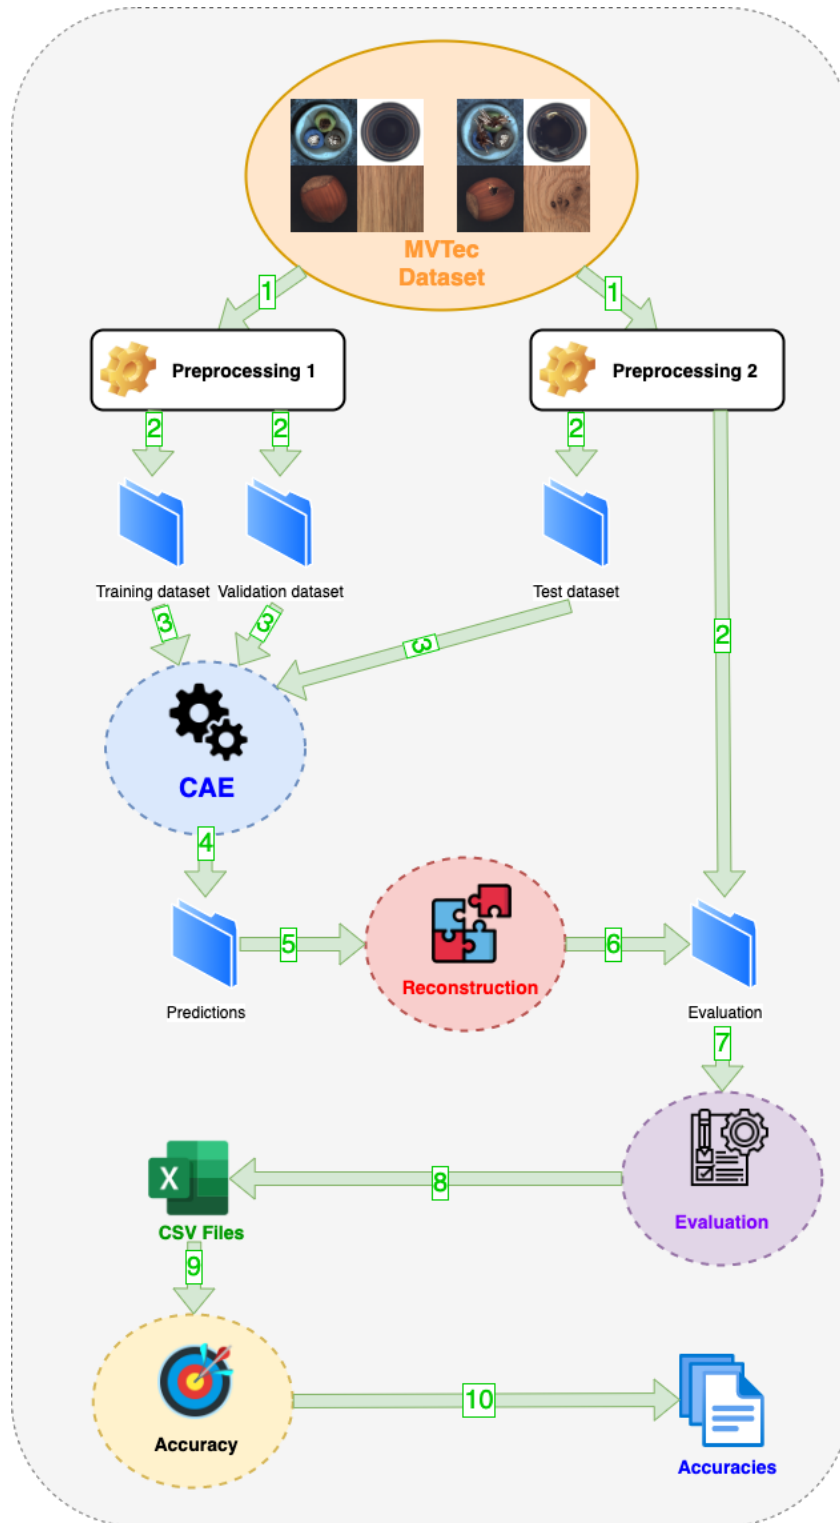 MVTec
Dataset
1
1
Preprocessing 1
Preprocessing 2
2
2
2
2
Training dataset
Validation dataset
Test dataset
3
3
3
CAE
4
5
Reconstruction
6
Predictions
Evaluation
7
X
CSV Files
8
Evaluation
9
Accuracy
10
Accuracies